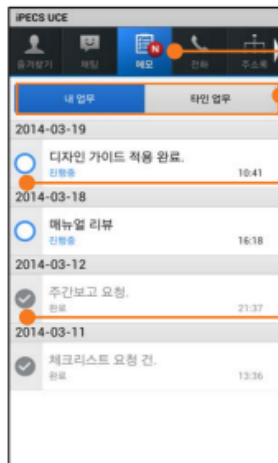 iPECS UCE
즐겨찾기 채팅 메모 전화 주소록
N
내 업무 타인 업무
2014-03-19
디자인 가이드 적용 완료.
진행중 10:41
2014-03-18
매뉴얼 리뷰
진행중 16:18
2014-03-12
주간보고 요청.
완료 21:37
2014-03-11
체크리스트 요청 건.
완료 13:36